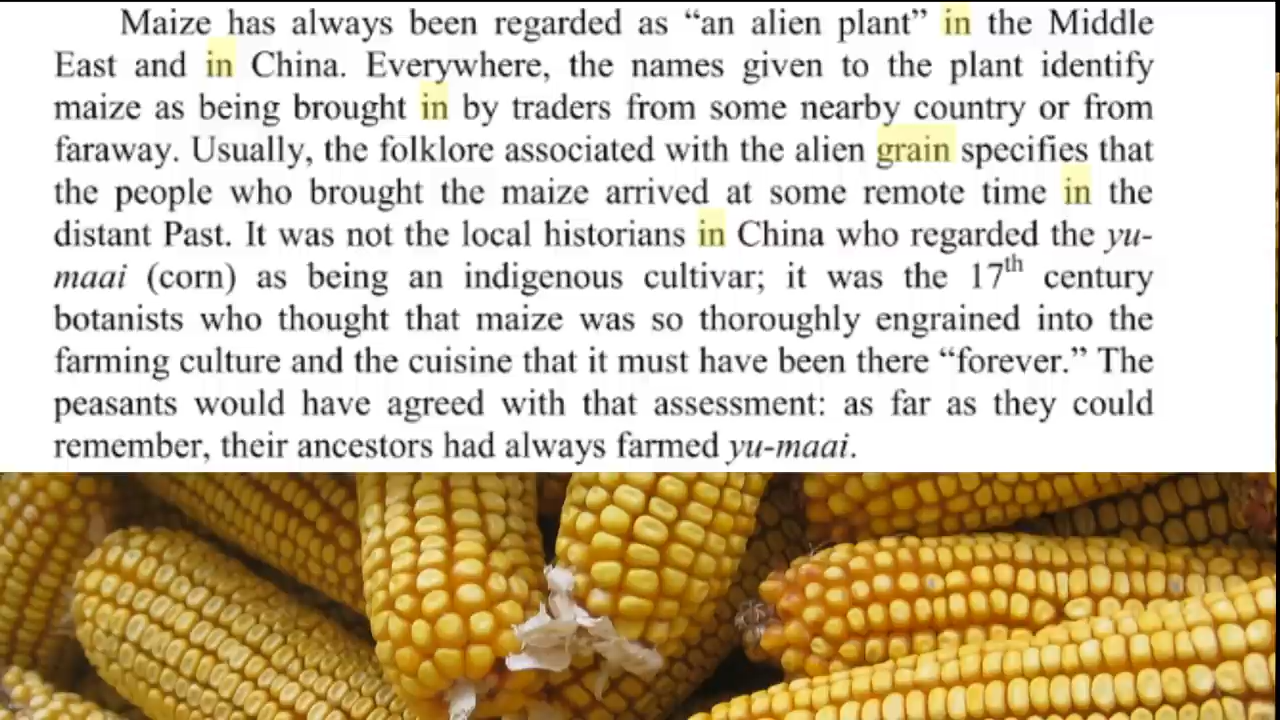 Maize has always been regarded as “an alien plant” in the Middle
East and in China. Everywhere, the names given to the plant identify
maize as being brought in by traders from some nearby country or from
faraway. Usually, the folklore associated with the alien grain specifies that
the people who brought the maize arrived at some remote time in the
distant Past. It was not the local historians in China who regarded the yu-
maai (corn) as being an indigenous cultivar; it was the 17th century
botanists who thought that maize was so thoroughly engrained into the
farming culture and the cuisine that it must have been there “forever.” The
peasants would have agreed with that assessment: as far as they could
remember, their ancestors had always farmed yu-maai.